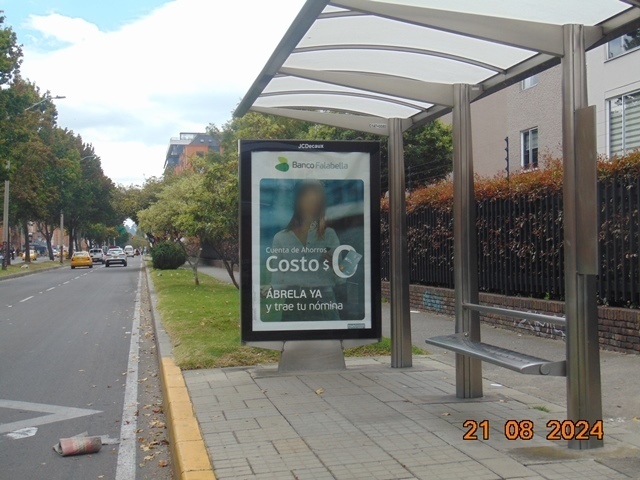 JCDecaux
Banco Falabella
Cuenta de Ahorros
Costo $0
ÁBRELA YA
y trae tu nómina
21 08 2024